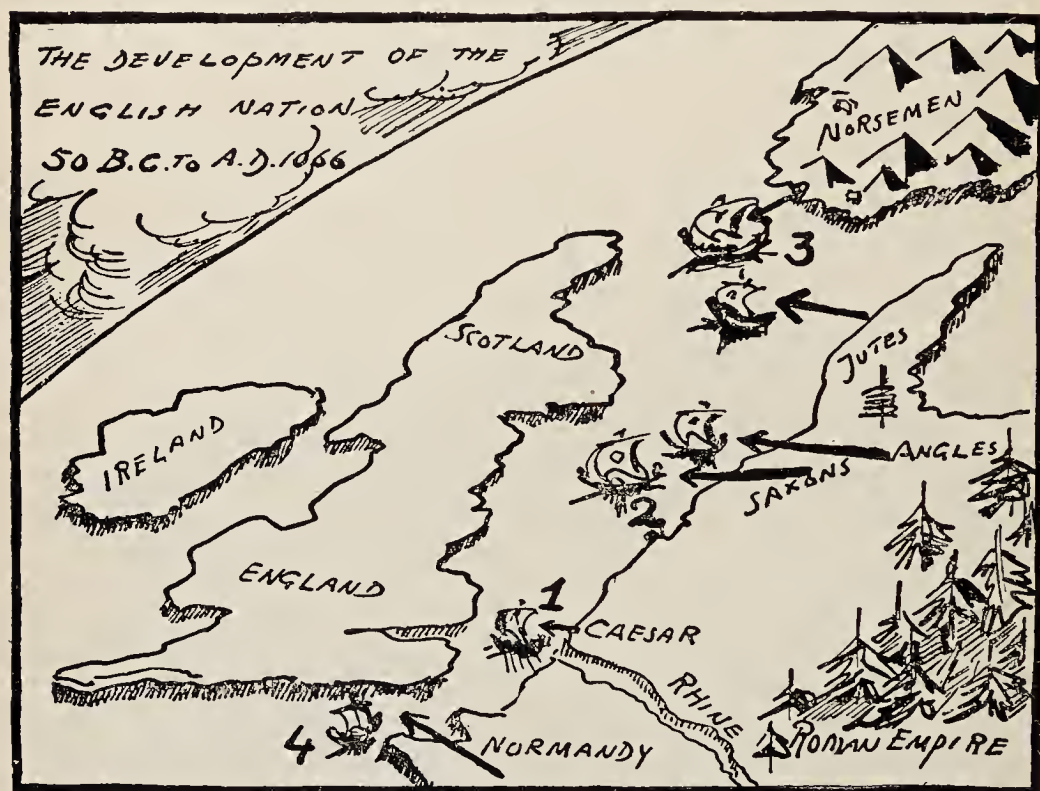 THE DEVELOPMENT OF THE
ENGLISH NATION
50 B.C. TO A.D. 1066
NORSEMEN
3
SCOTLAND
JUTES
IRELAND
ANGLES
SAXONS
2
ENGLAND
1
CAESAR
RHINE
4
NORMANDY
ROMAN EMPIRE